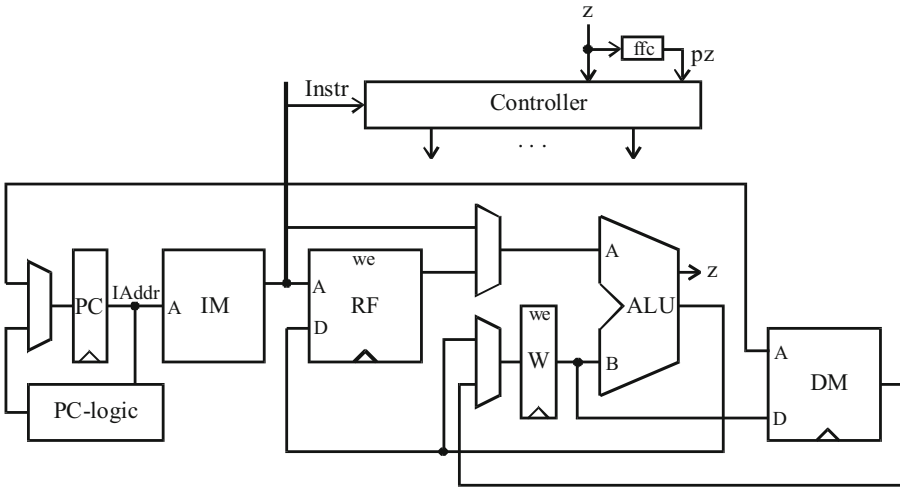 z
ffc
pz
Instr
Controller
. . .
we
PC
IAddr
A
IM
A
RF
D
we
W
A
ALU
B
z
A
DM
D
PC-logic